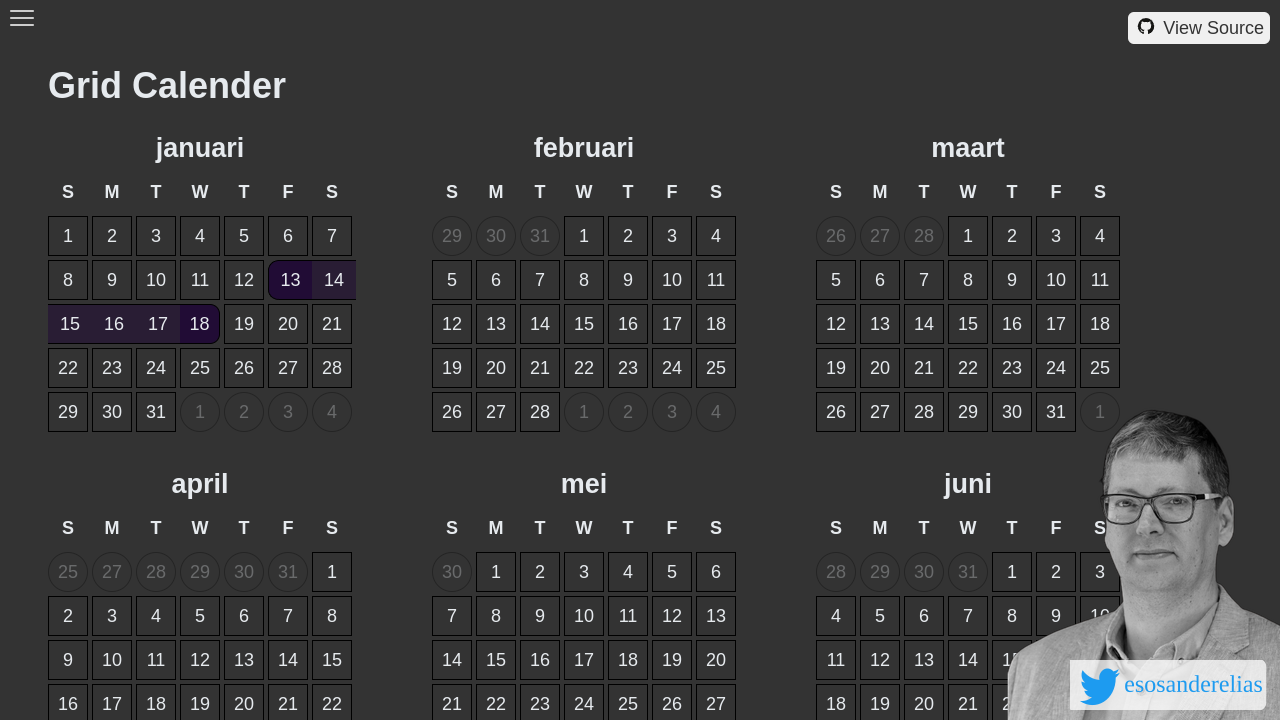 View Source
Grid Calender
januari februari maart
S M T W T F S S M T W T F S S M T W T F S
1 2 3 4 5 6 7 29 30 31 1 2 3 4 26 27 28 1 2 3 4
8 9 10 11 12 13 14 5 6 7 8 9 10 11 5 6 7 8 9 10 11
15 16 17 18 19 20 21 12 13 14 15 16 17 18 12 13 14 15 16 17 18
22 23 24 25 26 27 28 19 20 21 22 23 24 25 19 20 21 22 23 24 25
29 30 31 1 2 3 4 26 27 28 1 2 3 4 26 27 28 29 30 31 1
april mei juni
S M T W T F S S M T W T F S S M T W T F S
25 27 28 29 30 31 1 30 1 2 3 4 5 6 28 29 30 31 1 2 3
2 3 4 5 6 7 8 7 8 9 10 11 12 13 4 5 6 7 8 9 10
9 10 11 12 13 14 15 14 15 16 17 18 19 20 11 12 13 14
16 17 18 19 20 21 22 21 22 23 24 25 26 27 18 19 20 21
esosanderelias